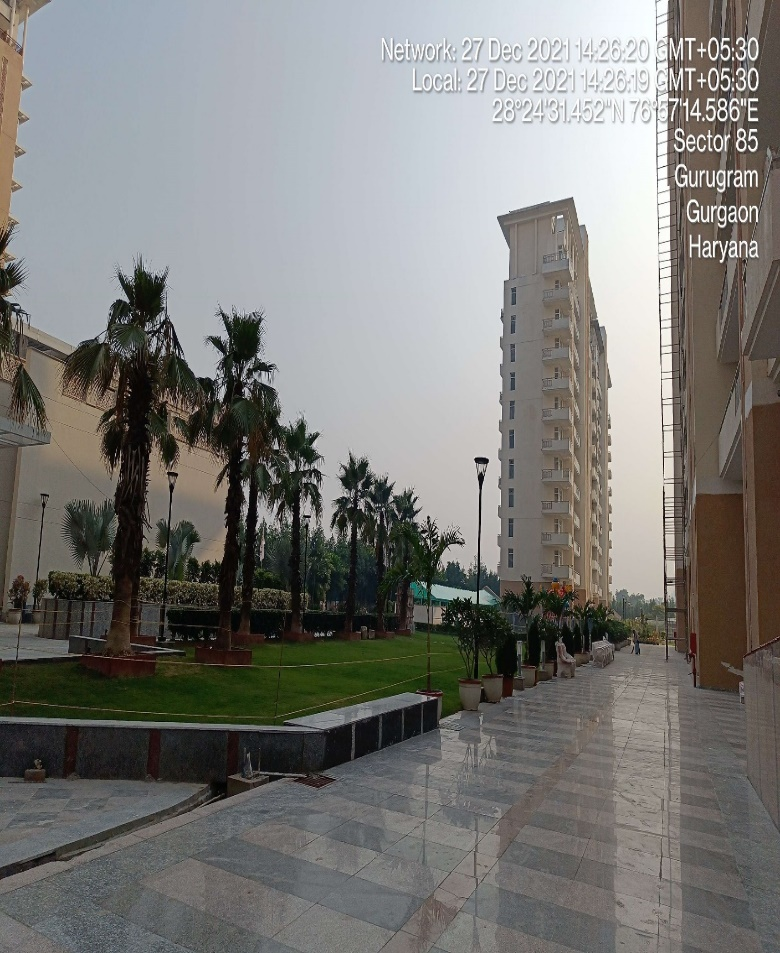 Network: 27 Dec 2021 14:26:20 GMT+05:30
Local: 27 Dec 2021 14:26:19 GMT+05:30
28°24'31.452"N 76°57'14.586"E
Sector 85
Gurugram
Gurgaon
Haryana